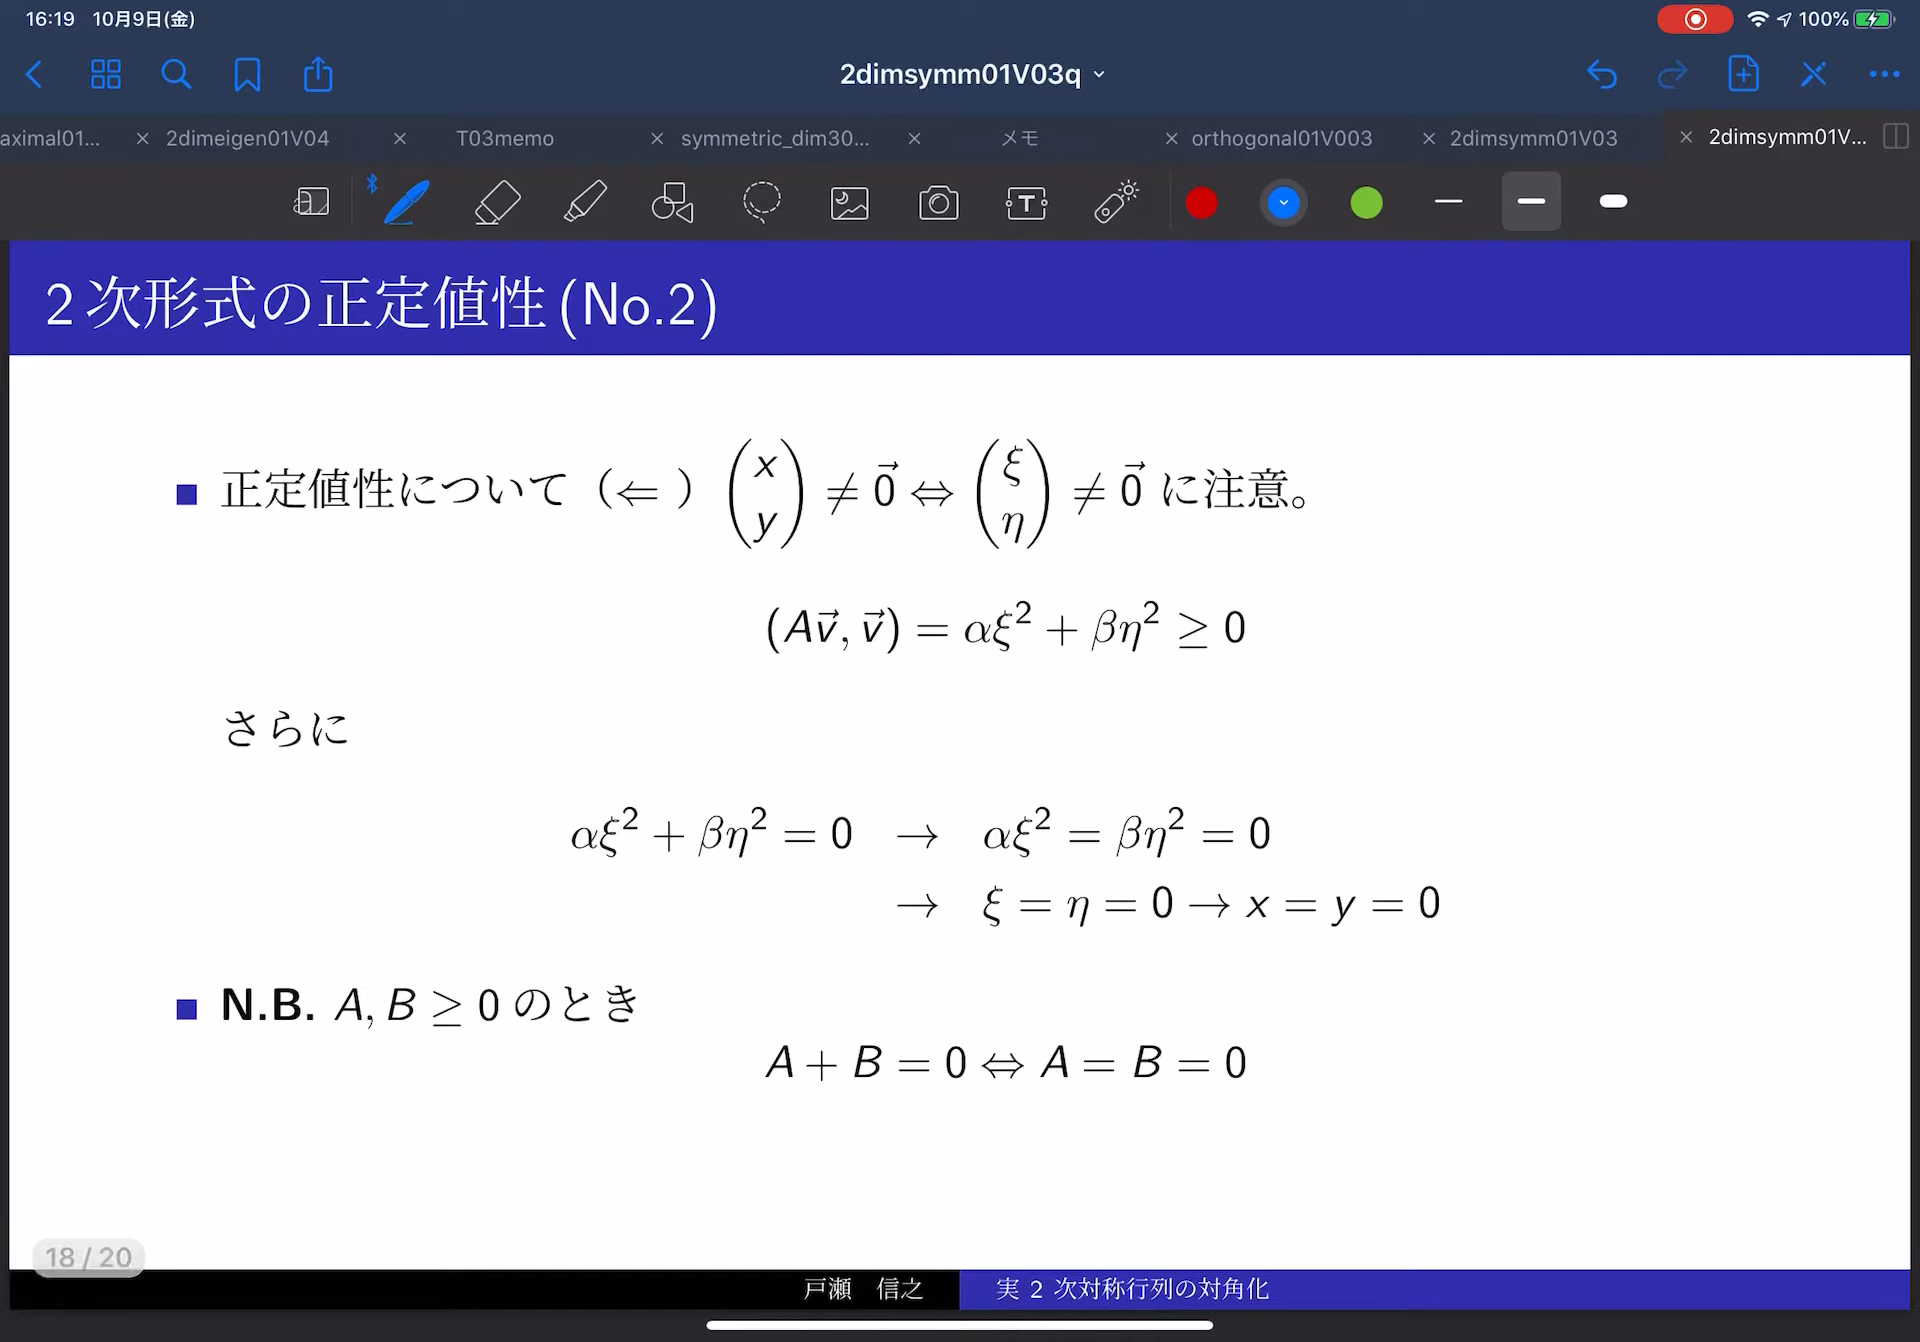 16:19 10月9日(金) 100%
2dimsymm01V03q
aximal01... 2dimeigen01V04 T03memo symmetric_dim30... メモ orthogonal01V003 2dimsymm01V03 2dimsymm01V...
2次形式の正定値性(No.2)
正定値性について（⇐ ） (x y) ≠ 0⃗ ⇔ (ξ η) ≠ 0⃗ に注意。
(Av⃗, v⃗) = αξ² + βη² ≥ 0
さらに
αξ² + βη² = 0 → αξ² = βη² = 0
→ ξ = η = 0 → x = y = 0
N.B. A, B ≥ 0 のとき
A + B = 0 ⇔ A = B = 0
18 / 20
戸瀬 信之 実 2 次対称行列の対角化